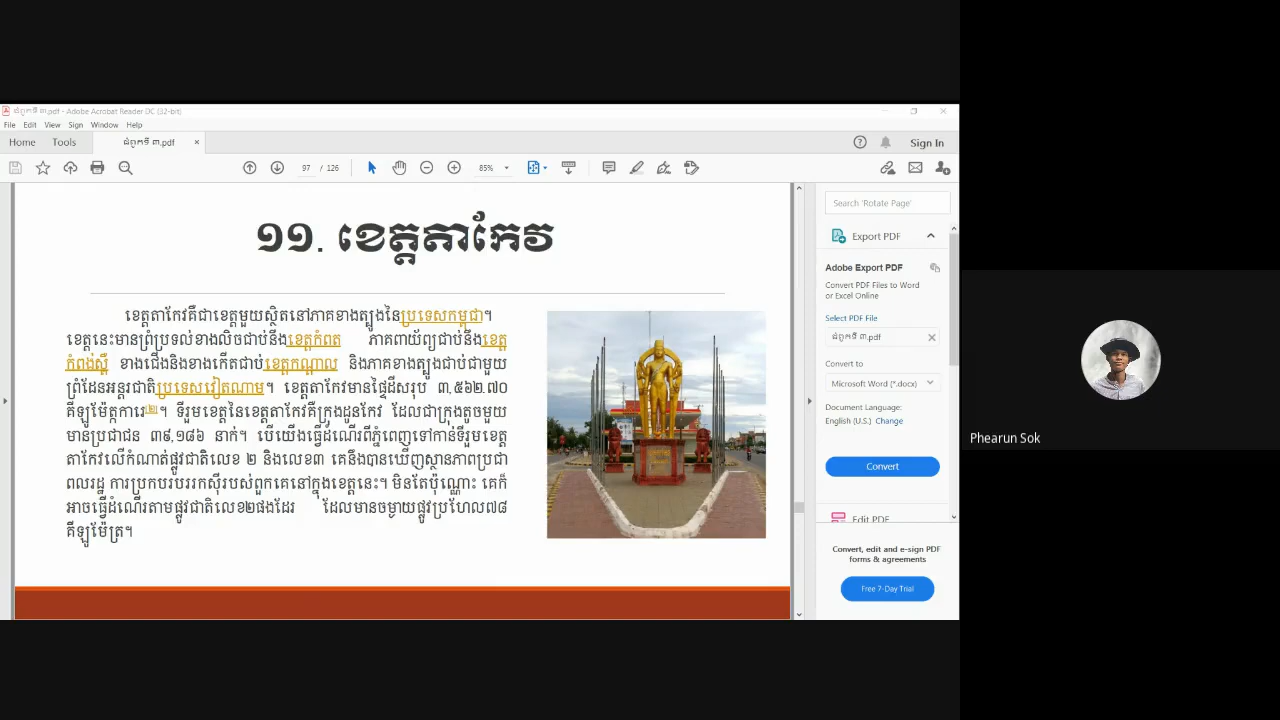 ជំពូកទី ៣.pdf - Adobe Acrobat Reader DC (32-bit)
File Edit View Sign Window Help
Home Tools ជំពូកទី ៣.pdf × Sign In
97 / 126 85%
១១. ខេត្តតាកែវ
ខេត្តតាកែវគឺជាខេត្តមួយស្ថិតនៅភាគខាងត្បូងនៃប្រទេសកម្ពុជា។
ខេត្តនេះមានព្រំប្រទល់ខាងលិចជាប់នឹងខេត្តកំពត ភាគពាយ័ព្យជាប់នឹងខេត្ត
កំពង់ស្ពឺ ខាងជើងនិងខាងកើតជាប់ខេត្តកណ្ដាល និងភាគខាងត្បូងជាប់ជាមួយ
ព្រំដែនអន្តរជាតិប្រទេសវៀតណាម។ ខេត្តតាកែវមានផ្ទៃដីសរុប ៣,៥៦២.៧០
គីឡូម៉ែត្រការេ[២]។ ទីរួមខេត្តនៃខេត្តតាកែវគឺក្រុងដូនកែវ ដែលជាក្រុងតូចមួយ
មានប្រជាជន ៣៩,១៨៦ នាក់។ បើយើងធ្វើដំណើរពីភ្នំពេញទៅកាន់ទីរួមខេត្ត
តាកែវលើកំណាត់ផ្លូវជាតិលេខ ២ និងលេខ៣ គេនឹងបានឃើញស្ថានភាពប្រជា
ពលរដ្ឋ ការប្រកបរបររកស៊ីរបស់ពួកគេនៅក្នុងខេត្តនេះ។ មិនតែប៉ុណ្ណោះ គេក៏
អាចធ្វើដំណើរតាមផ្លូវជាតិលេខ២ផងដែរ ដែលមានចម្ងាយផ្លូវប្រហែល៧៨
គីឡូម៉ែត្រ។
Search 'Rotate Page'
Export PDF
Adobe Export PDF
Convert PDF Files to Word
or Excel Online
Select PDF File
ជំពូកទី ៣.pdf
Convert to
Microsoft Word (*.docx)
Document Language:
English (U.S.) Change
Convert
Edit PDF
Convert, edit and e-sign PDF
forms & agreements
Free 7-Day Trial
Phearun Sok